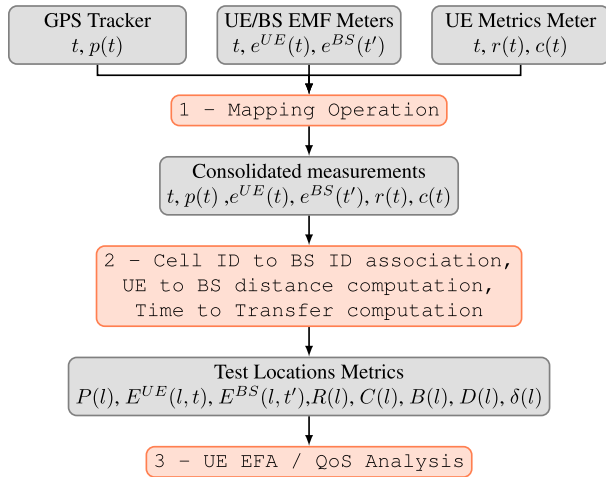 GPS Tracker
t, p(t)
UE/BS EMF Meters
t, e^{UE}(t), e^{BS}(t′)
UE Metrics Meter
t, r(t), c(t)
1 - Mapping Operation
Consolidated measurements
t, p(t) ,e^{UE}(t), e^{BS}(t′), r(t), c(t)
2 - Cell ID to BS ID association,
UE to BS distance computation,
Time to Transfer computation
Test Locations Metrics
P(l), E^{UE}(l, t), E^{BS}(l, t′),R(l), C(l), B(l), D(l), δ(l)
3 - UE EFA / QoS Analysis